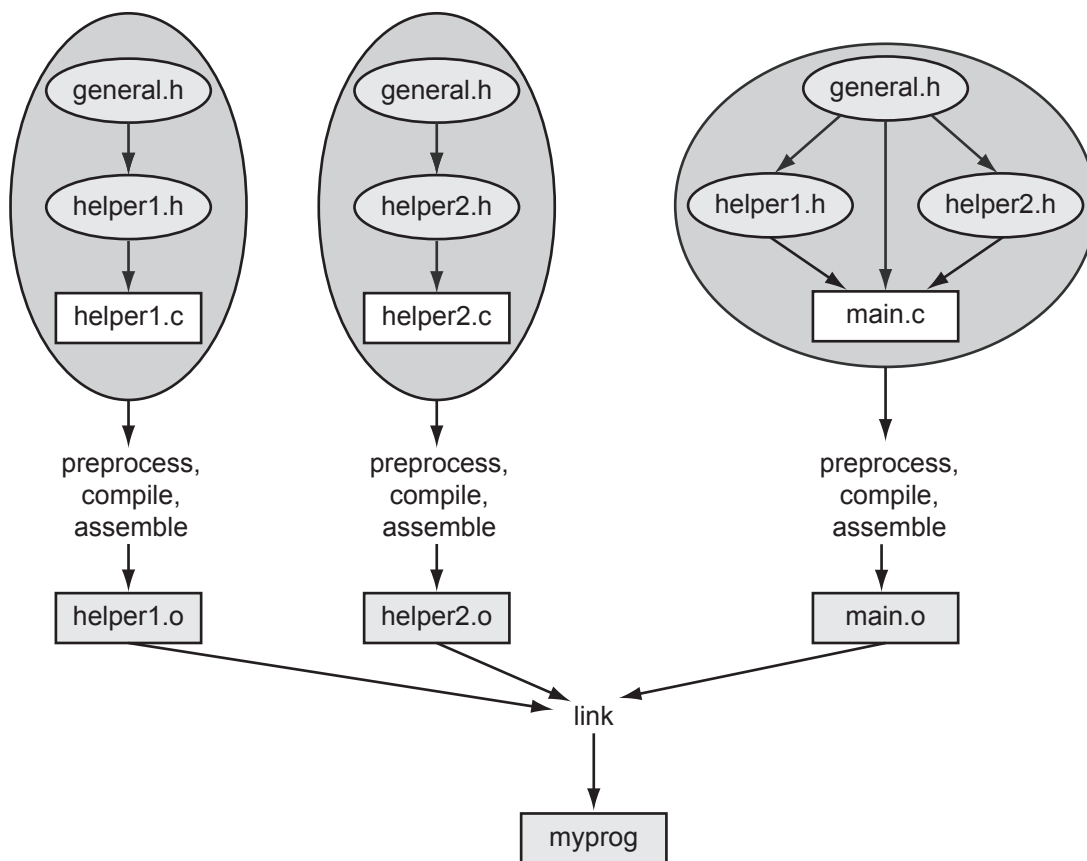 general.h
general.h
general.h
helper1.h
helper2.h
helper1.h
helper2.h
helper1.c
helper2.c
main.c
preprocess,
compile,
assemble
preprocess,
compile,
assemble
preprocess,
compile,
assemble
helper1.o
helper2.o
main.o
link
myprog